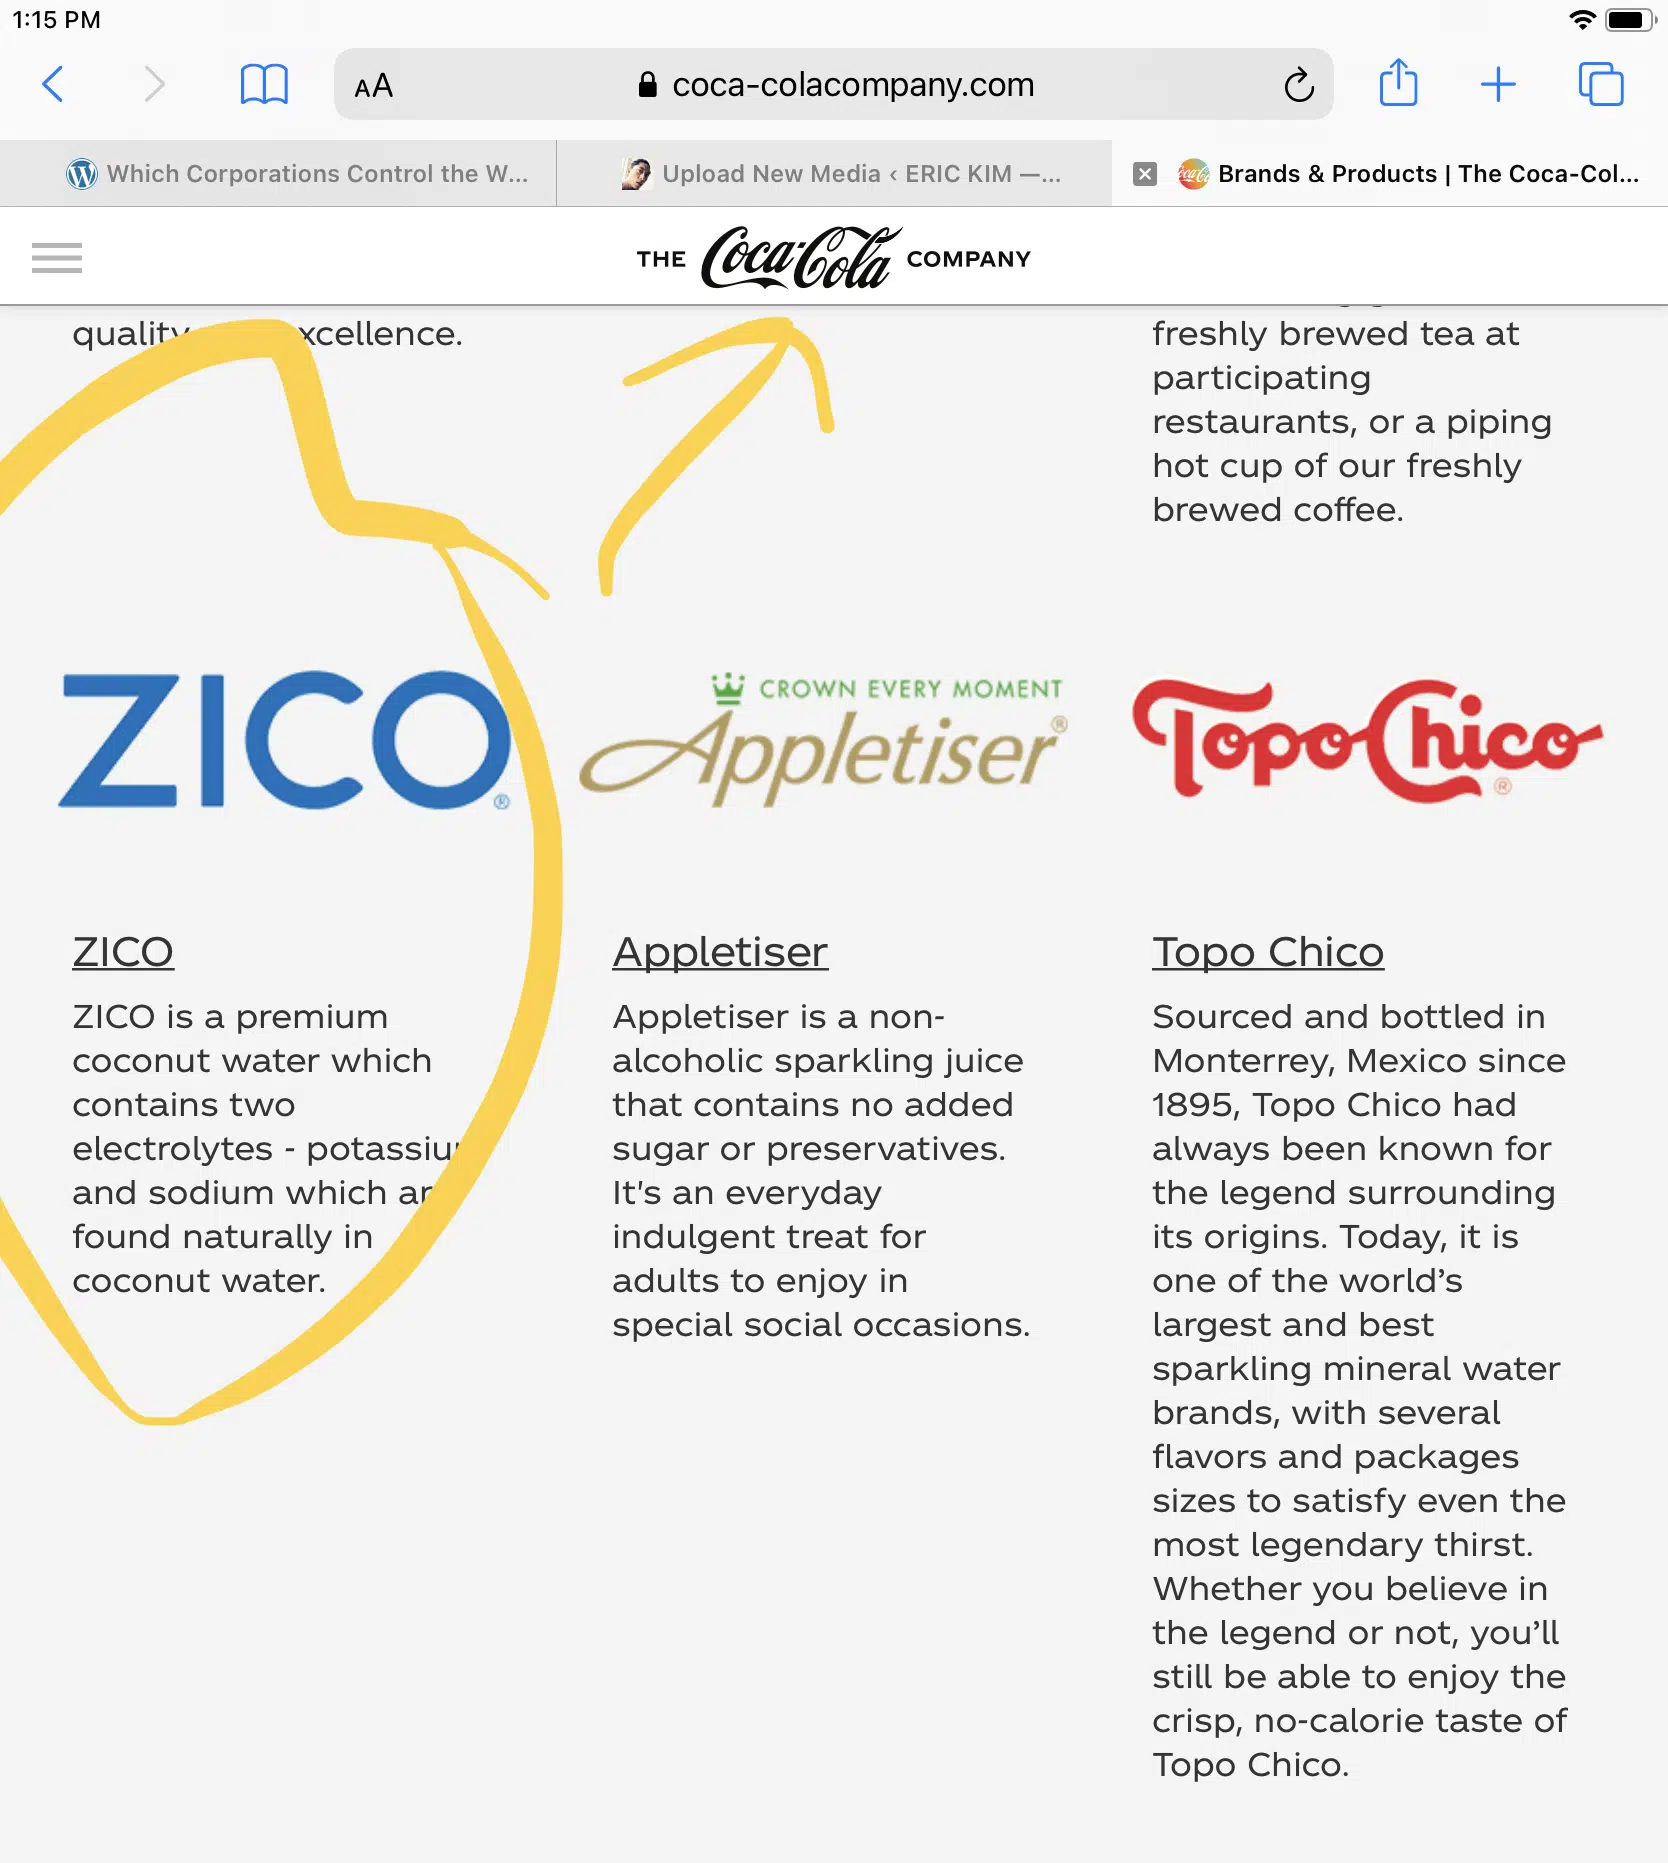 1:15 PM
AA
coca-colacompany.com
Which Corporations Control the W...
Upload New Media ‹ ERIC KIM —...
Brands & Products | The Coca-Col...
THE Coca-Cola COMPANY
quality xcellence.
freshly brewed tea at
participating
restaurants, or a piping
hot cup of our freshly
brewed coffee.
ZICO®
CROWN EVERY MOMENT
Appletiser®
Topo Chico®
ZICO
ZICO is a premium
coconut water which
contains two
electrolytes - potassiu
and sodium which ar
found naturally in
coconut water.
Appletiser
Appletiser is a non-
alcoholic sparkling juice
that contains no added
sugar or preservatives.
It's an everyday
indulgent treat for
adults to enjoy in
special social occasions.
Topo Chico
Sourced and bottled in
Monterrey, Mexico since
1895, Topo Chico had
always been known for
the legend surrounding
its origins. Today, it is
one of the world’s
largest and best
sparkling mineral water
brands, with several
flavors and packages
sizes to satisfy even the
most legendary thirst.
Whether you believe in
the legend or not, you’ll
still be able to enjoy the
crisp, no-calorie taste of
Topo Chico.